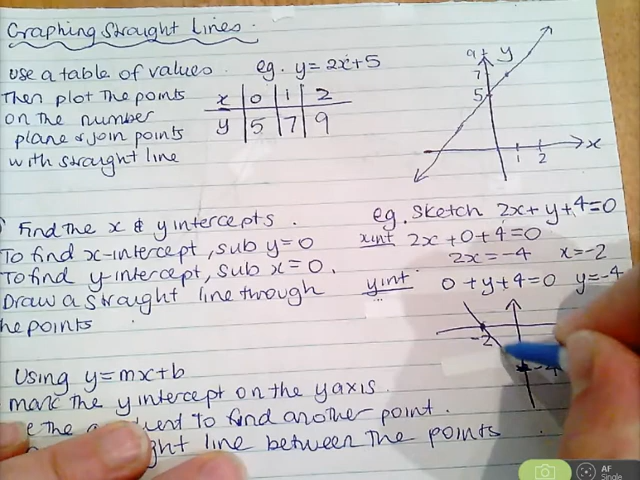 Graphing Straight Lines.
Use a table of values. eg. y = 2x+5
Then plot the points
on the number
plane & join points
with straight line
x | 0 | 1 | 2
y | 5 | 7 | 9
9 y
7
5
1 2 x
Find the x & y intercepts.
To find x-intercept, sub y=0
To find y-intercept, sub x=0.
Draw a straight line through
he points
eg. Sketch 2x+y+4=0
x int 2x+0+4=0
2x=-4 x=-2
y int 0+y+4=0 y=-4
-2
-4
Using y=mx+b
mark the y intercept on the y axis.
e the to find another point.
ght line between the points
AF
Single